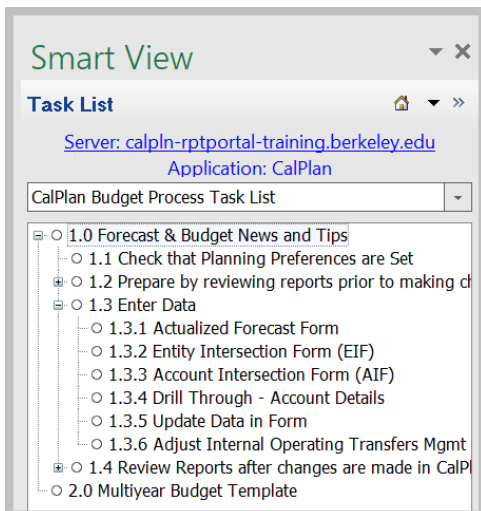 Smart View
Task List
Server: calpln-rptportal-training.berkeley.edu
Application: CalPlan
CalPlan Budget Process Task List
1.0 Forecast & Budget News and Tips
1.1 Check that Planning Preferences are Set
1.2 Prepare by reviewing reports prior to making
1.3 Enter Data
1.3.1 Actualized Forecast Form
1.3.2 Entity Intersection Form (EIF)
1.3.3 Account Intersection Form (AIF)
1.3.4 Drill Through - Account Details
1.3.5 Update Data in Form
1.3.6 Adjust Internal Operating Transfers Mgmt
1.4 Review Reports after changes are made in
2.0 Multiyear Budget Template